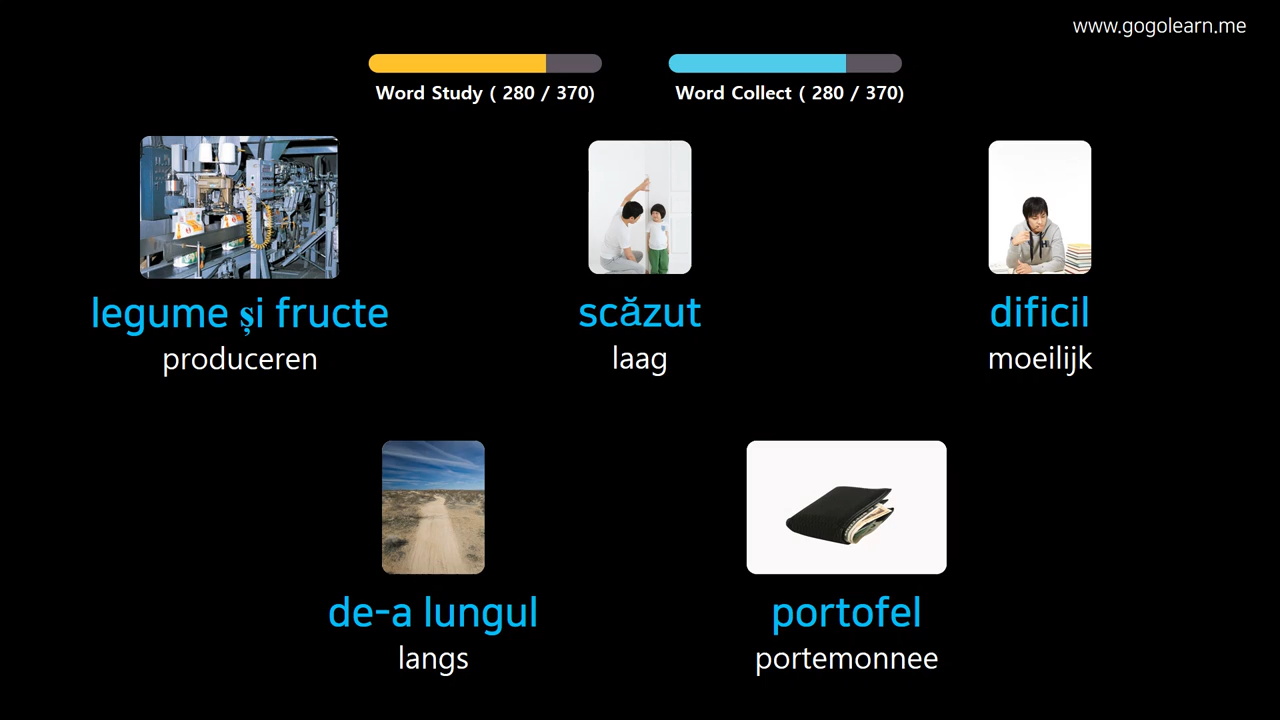 www.gogolearn.me
Word Study ( 280 / 370)
Word Collect ( 280 / 370)
legume și fructe
produceren
scăzut
laag
dificil
moeilijk
de-a lungul
langs
portofel
portemonnee